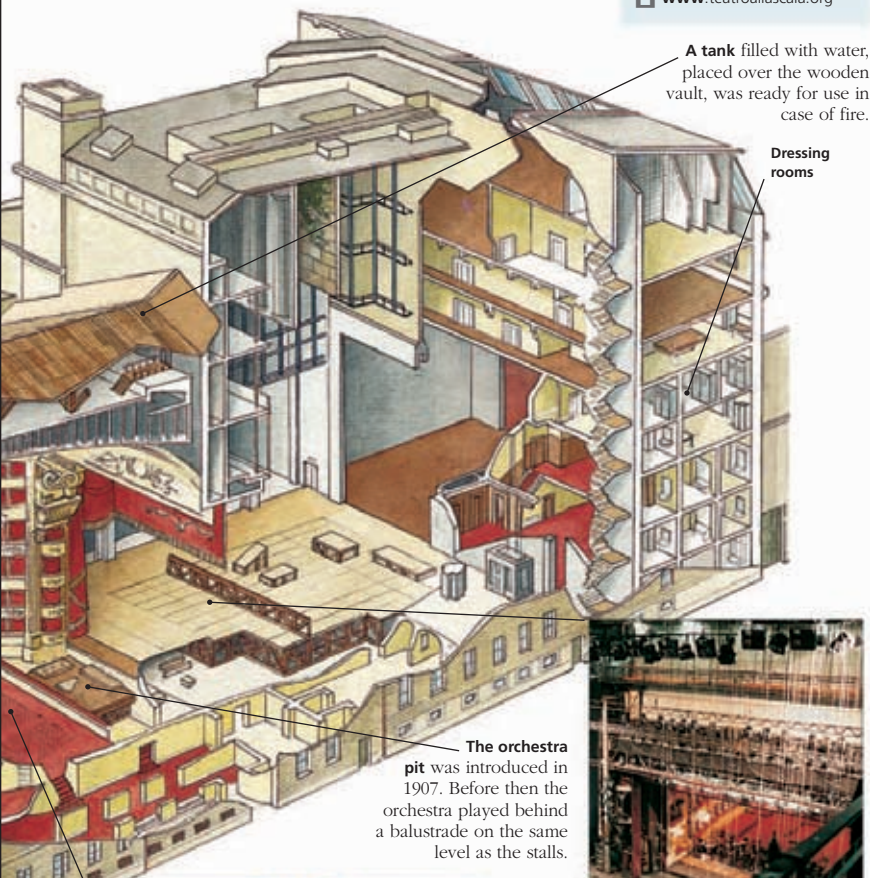 www.teatroallascala.org
A tank filled with water,
placed over the wooden
vault, was ready for use in
case of fire.
Dressing
rooms
The orchestra
pit was introduced in
1907. Before then the
orchestra played behind
a balustrade on the same
level as the stalls.